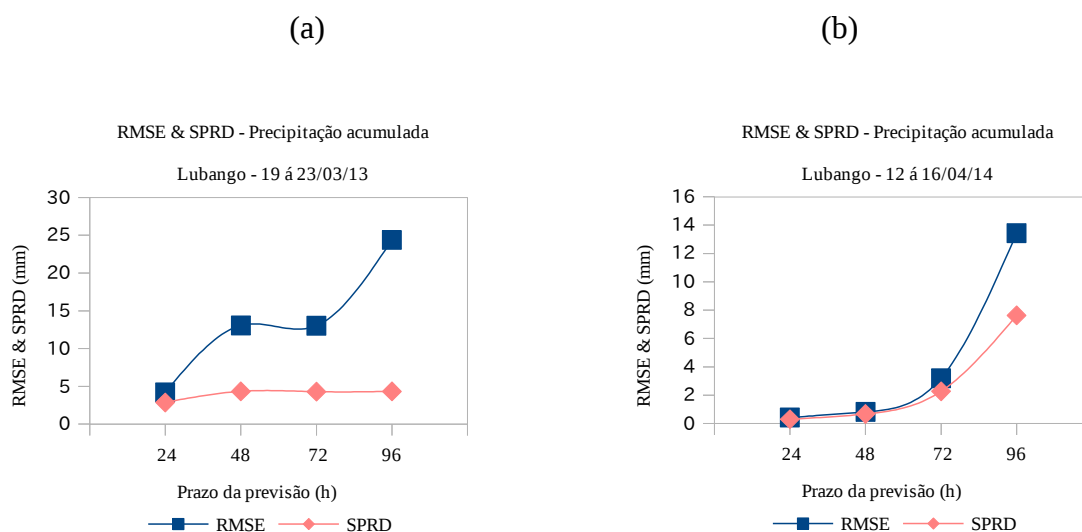 (a)
RMSE & SPRD - Precipitação acumulada
Lubango - 19 á 23/03/13
RMSE & SPRD (mm)
30
25
20
15
10
5
0
24 48 72 96
Prazo da previsão (h)
RMSE SPRD
(b)
RMSE & SPRD - Precipitação acumulada
Lubango - 12 á 16/04/14
RMSE & SPRD (mm)
16
14
12
10
8
6
4
2
0
24 48 72 96
Prazo da previsão (h)
RMSE SPRD